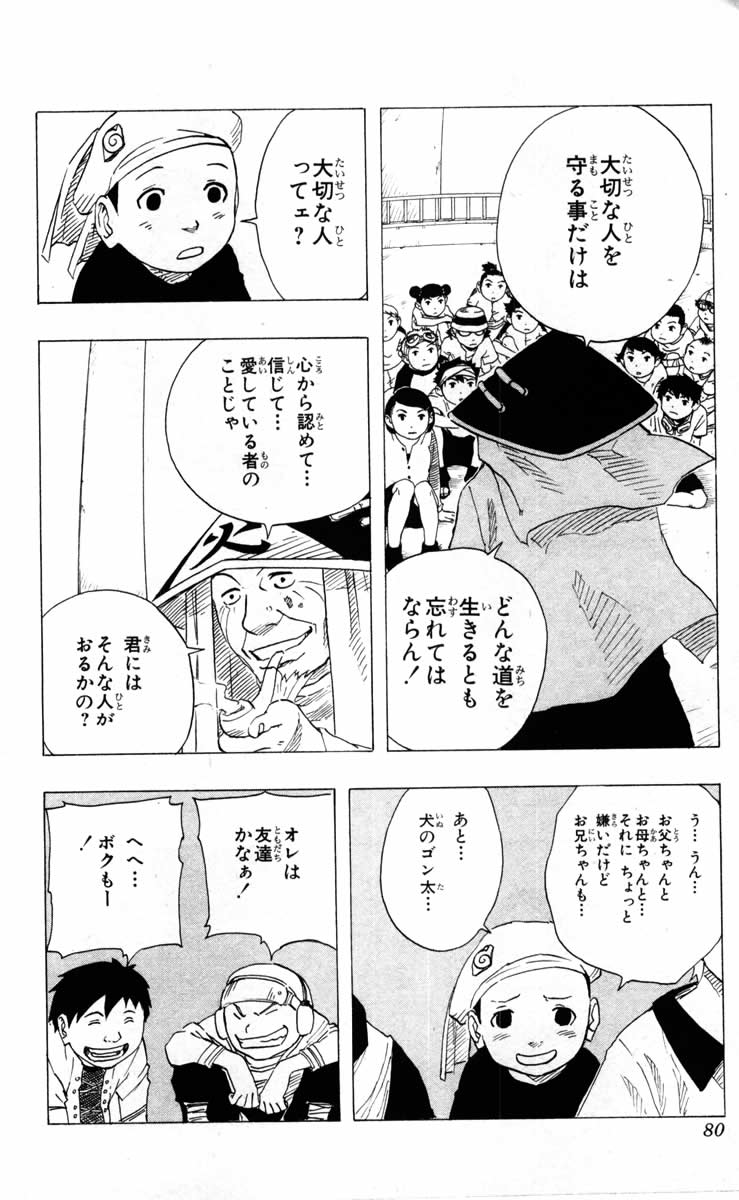 大切な人を
守る事だけは
どんな道を
生きるとも
忘れては
ならん！
大切な人
ってェ？
心から認めて…
信じて…
愛している者の
ことじゃ
火
君には
そんな人が
おるかの？
う…うん…
お父ちゃんと
お母ちゃんと…
それに ちょっと
嫌いだけど
お兄ちゃんも…
あと…
犬のゴン太…
オレは
友達
かなぁ！
へへ…
ボクもー
！
80